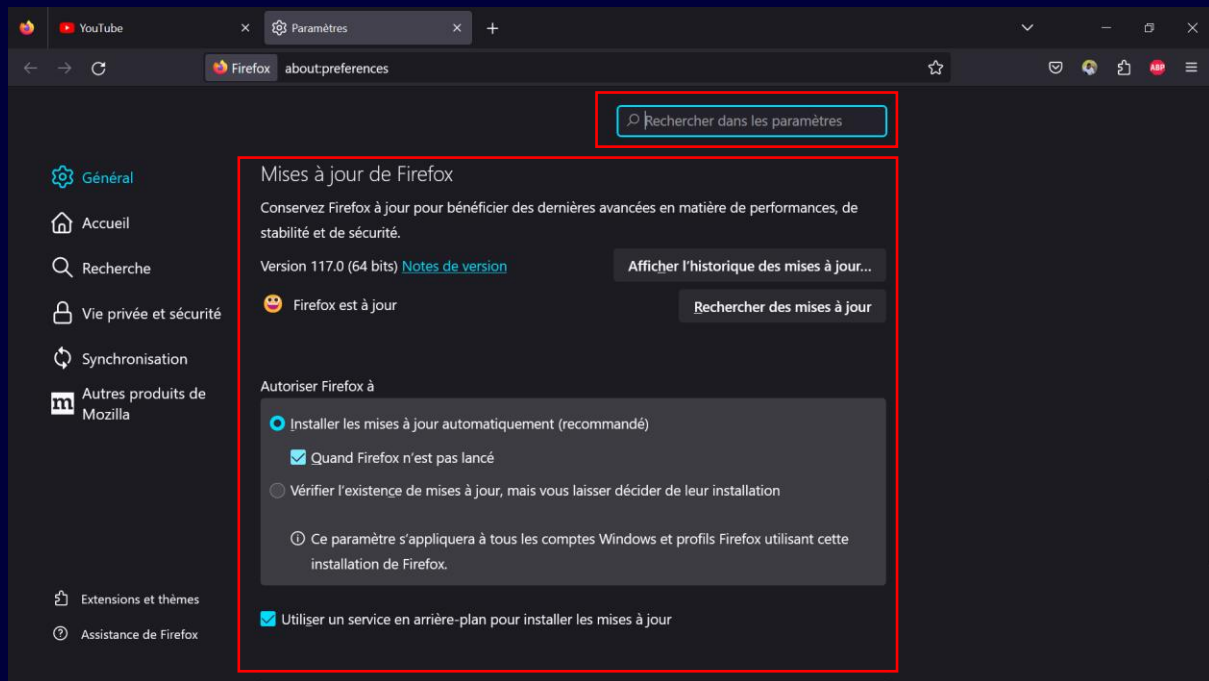 YouTube
Paramètres
Firefox about:preferences
ABP
Rechercher dans les paramètres
Général
Accueil
Recherche
Vie privée et sécurité
Synchronisation
m
Autres produits de
Mozilla
Extensions et thèmes
Assistance de Firefox
Mises à jour de Firefox
Conservez Firefox à jour pour bénéficier des dernières avancées en matière de performances, de
stabilité et de sécurité.
Version 117.0 (64 bits) Notes de version
Afficher l'historique des mises à jour...
Firefox est à jour
Rechercher des mises à jour
Autoriser Firefox à
Installer les mises à jour automatiquement (recommandé)
Quand Firefox n'est pas lancé
Vérifier l'existence de mises à jour, mais vous laisser décider de leur installation
Ce paramètre s'appliquera à tous les comptes Windows et profils Firefox utilisant cette
installation de Firefox.
Utiliser un service en arrière-plan pour installer les mises à jour